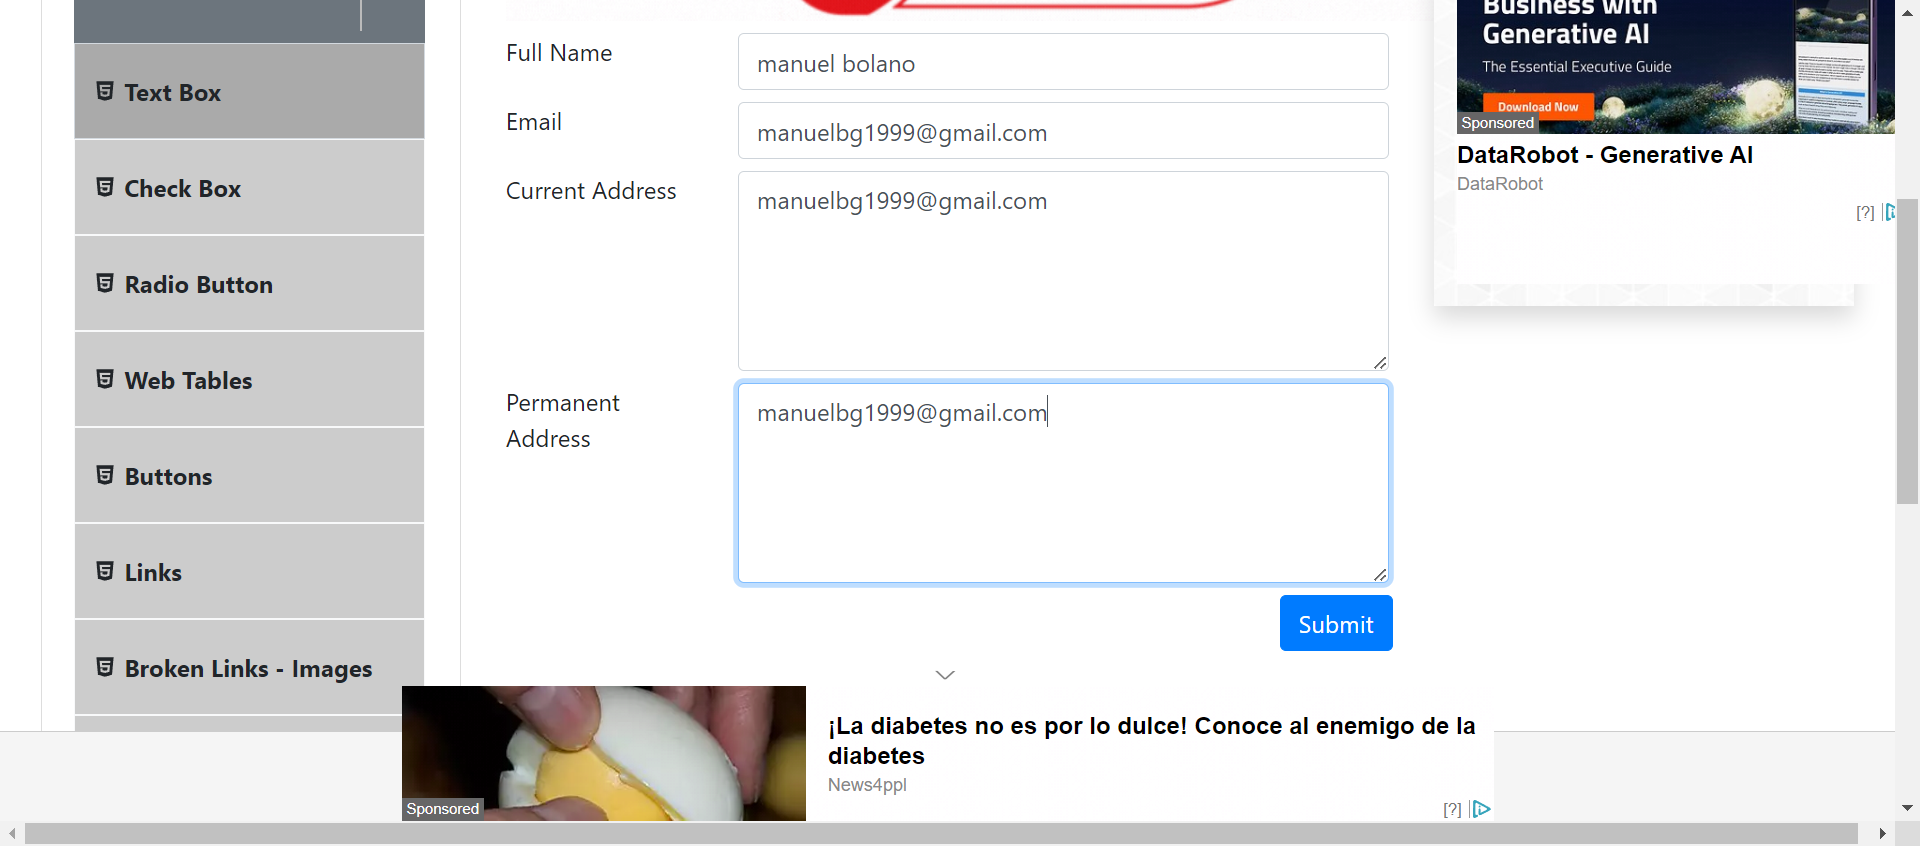 Text Box
Check Box
Radio Button
Web Tables
Buttons
Links
Broken Links - Images
Full Name
manuel bolano
Email
manuelbg1999@gmail.com
Current Address
manuelbg1999@gmail.com
Permanent
Address
manuelbg1999@gmail.com
Submit
Business with
Generative AI
The Essential Executive Guide
Download Now
Sponsored
DataRobot - Generative AI
DataRobot
[?]
¡La diabetes no es por lo dulce! Conoce al enemigo de la
diabetes
News4ppl
Sponsored
[?]